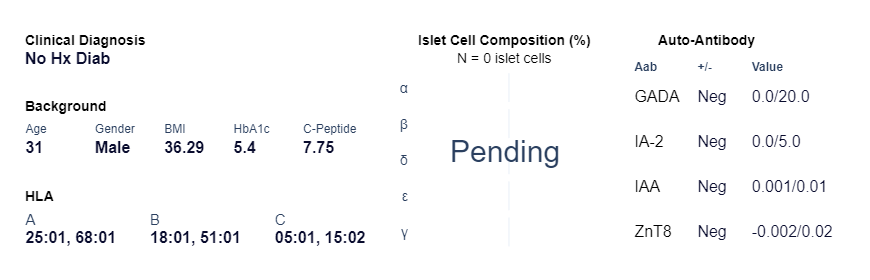 Clinical Diagnosis
No Hx Diab
Background
Age Gender BMI HbA1c C-Peptide
31 Male 36.29 5.4 7.75
HLA
A B C
25:01, 68:01 18:01, 51:01 05:01, 15:02
Islet Cell Composition (%)
N = 0 islet cells
α
β
δ
ε
γ
Pending
Auto-Antibody
Aab +/- Value
GADA Neg 0.0/20.0
IA-2 Neg 0.0/5.0
IAA Neg 0.001/0.01
ZnT8 Neg -0.002/0.02